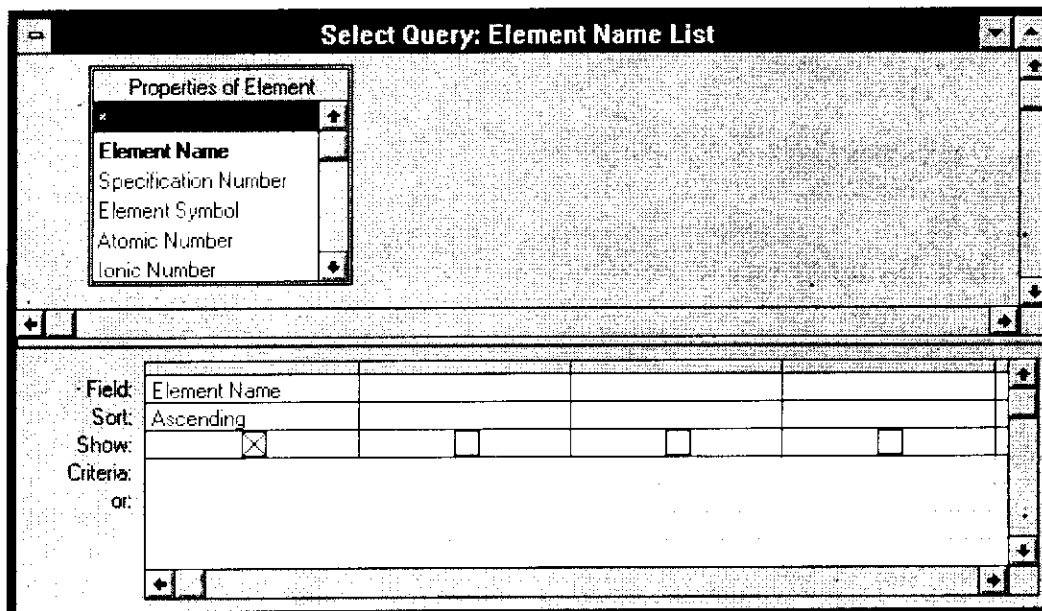 Select Query: Element Name List
Properties of Element
*
Element Name
Specification Number
Element Symbol
Atomic Number
Ionic Number
Field: Element Name
Sort: Ascending
Show:
Criteria:
or: